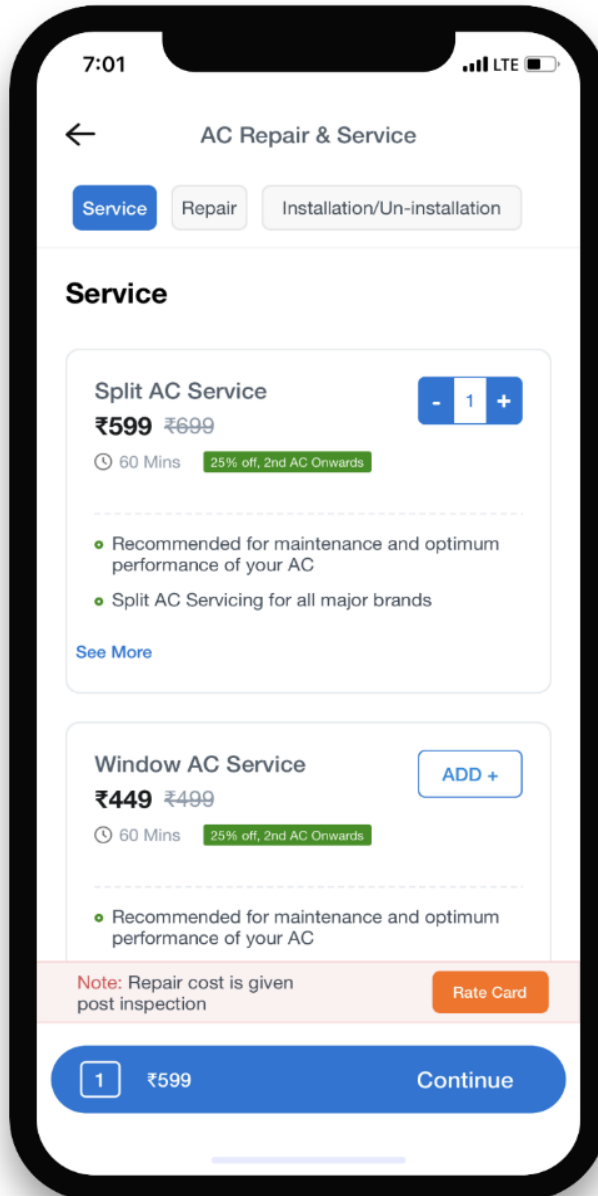 7:01 LTE
AC Repair & Service
Service Repair Installation/Un-installation
Service
Split AC Service
- 1 +
₹599 ₹699
60 Mins 25% off, 2nd AC Onwards
Recommended for maintenance and optimum
performance of your AC
Split AC Servicing for all major brands
See More
Window AC Service
ADD +
₹449 ₹499
60 Mins 25% off, 2nd AC Onwards
Recommended for maintenance and optimum
performance of your AC
Note: Repair cost is given
post inspection
Rate Card
1 ₹599 Continue